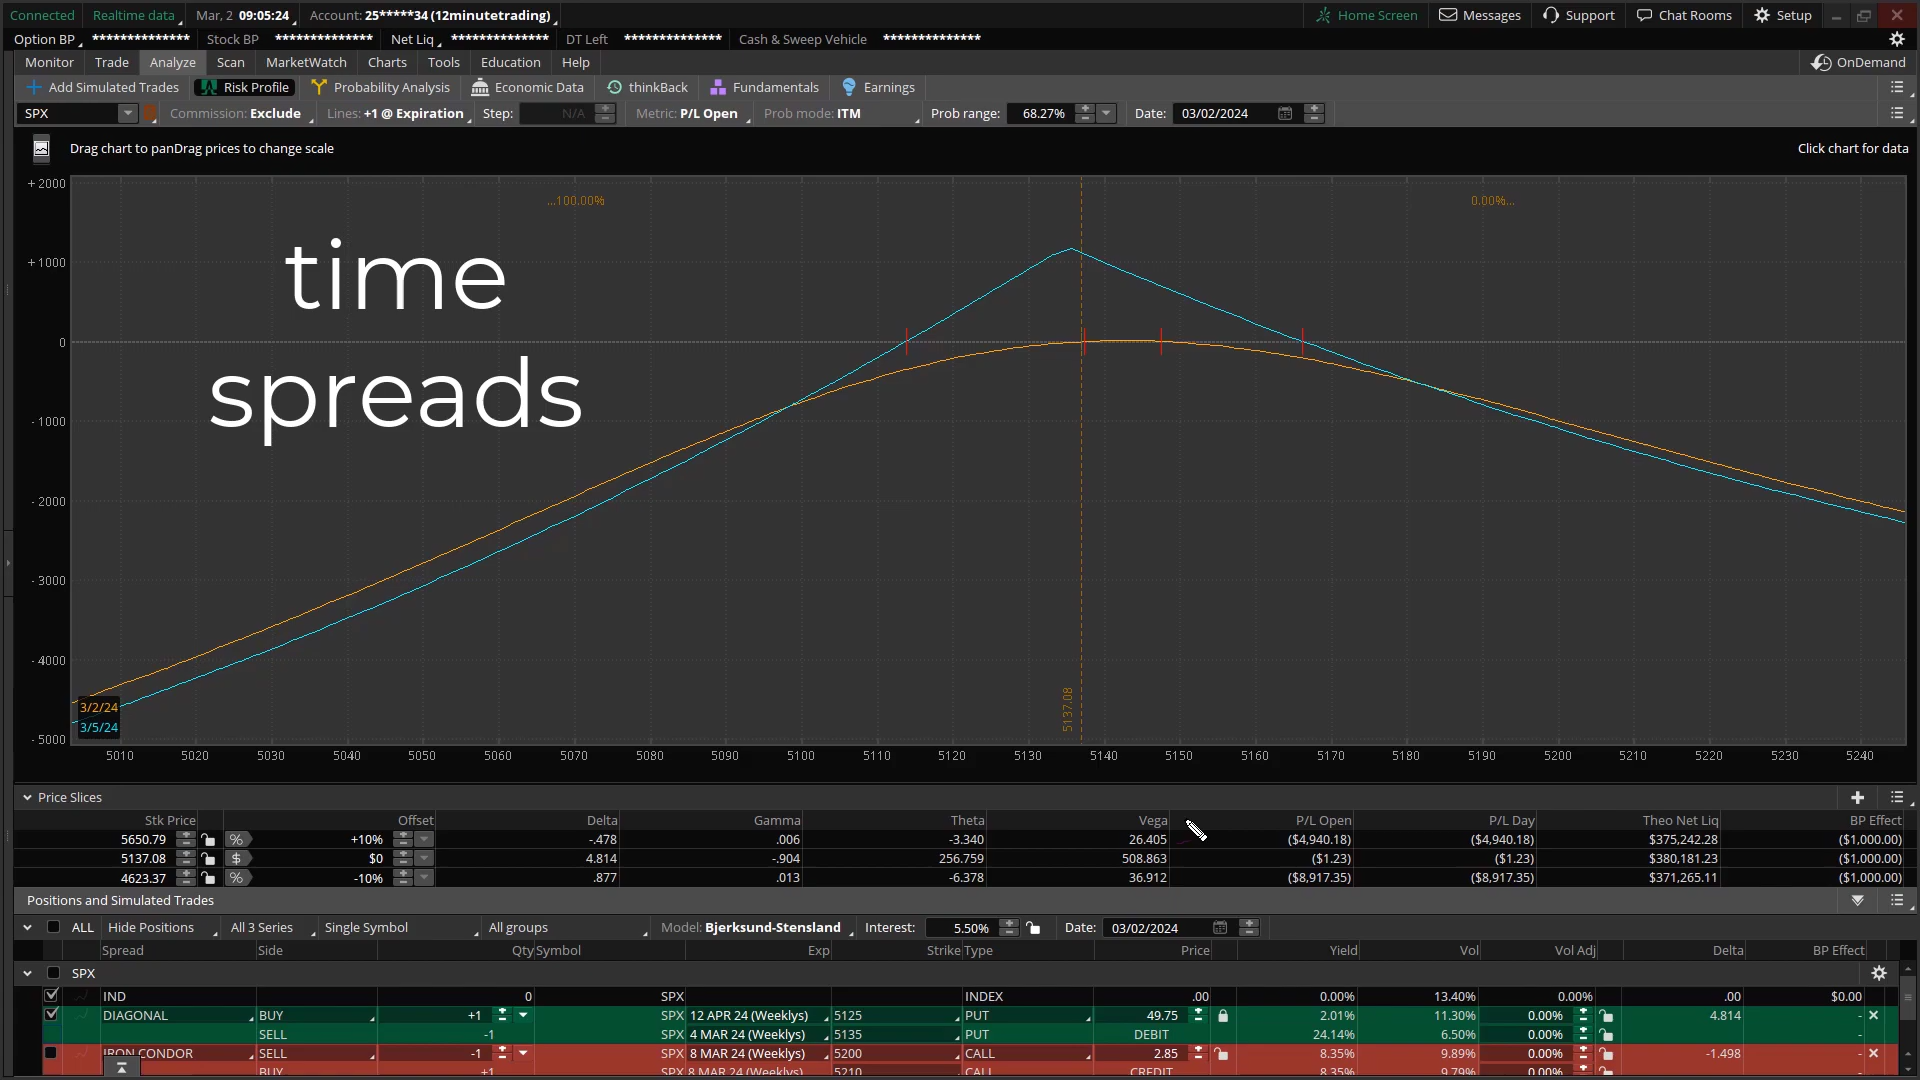 Connected Realtime data Mar, 2 09:05:24 Account: 25*****34 (12minutetrading) Home Screen Messages Support Chat Rooms Setup
Option BP ************** Stock BP ************** Net Liq ************** DT Left ************** Cash & Sweep Vehicle **************
Monitor Trade Analyze Scan MarketWatch Charts Tools Education Help OnDemand
Add Simulated Trades Risk Profile Probability Analysis Economic Data thinkBack Fundamentals Earnings
SPX Commission: Exclude Lines: +1 @ Expiration Step: N/A Metric: P/L Open Prob mode: ITM Prob range: 68.27% Date: 03/02/2024
Drag chart to panDrag prices to change scale Click chart for data
+2000
...100.00% 0.00%...
time
+1000
0
spreads
-1000
-2000
-3000
-4000
5137.08
3/2/24
3/5/24
-5000
5010 5020 5030 5040 5050 5060 5070 5080 5090 5100 5110 5120 5130 5140 5150 5160 5170 5180 5190 5200 5210 5220 5230 5240
Price Slices
Stk Price Offset Delta Gamma Theta Vega P/L Open P/L Day Theo Net Liq BP Effect
5650.79 % +10% -.478 .006 -3.340 26.405 ($4,940.18) ($4,940.18) $375,242.28 ($1,000.00)
5137.08 $ $0 4.814 -.904 256.759 508.863 ($1.23) ($1.23) $380,181.23 ($1,000.00)
4623.37 % -10% .877 .013 -6.378 36.912 ($8,917.35) ($8,917.35) $371,265.11 ($1,000.00)
Positions and Simulated Trades
ALL Hide Positions All 3 Series Single Symbol All groups Model: Bjerksund-Stensland Interest: 5.50% Date: 03/02/2024
Spread Side Qty Symbol Exp Strike Type Price Yield Vol Vol Adj Delta BP Effect
SPX
IND 0 SPX INDEX .00 0.00% 13.40% 0.00% .00 $0.00
DIAGONAL BUY +1 SPX 12 APR 24 (Weeklys) 5125 PUT 49.75 2.01% 11.30% 0.00% 4.814 -
SELL -1 SPX 4 MAR 24 (Weeklys) 5135 PUT DEBIT 24.14% 6.50% 0.00%
IRON CONDOR SELL -1 SPX 8 MAR 24 (Weeklys) 5200 CALL 2.85 8.35% 9.89% 0.00% -1.498 -
BUY +1 SPX 8 MAR 24 (Weeklys) 5210 CALL CREDIT 8.35% 9.79% 0.00%